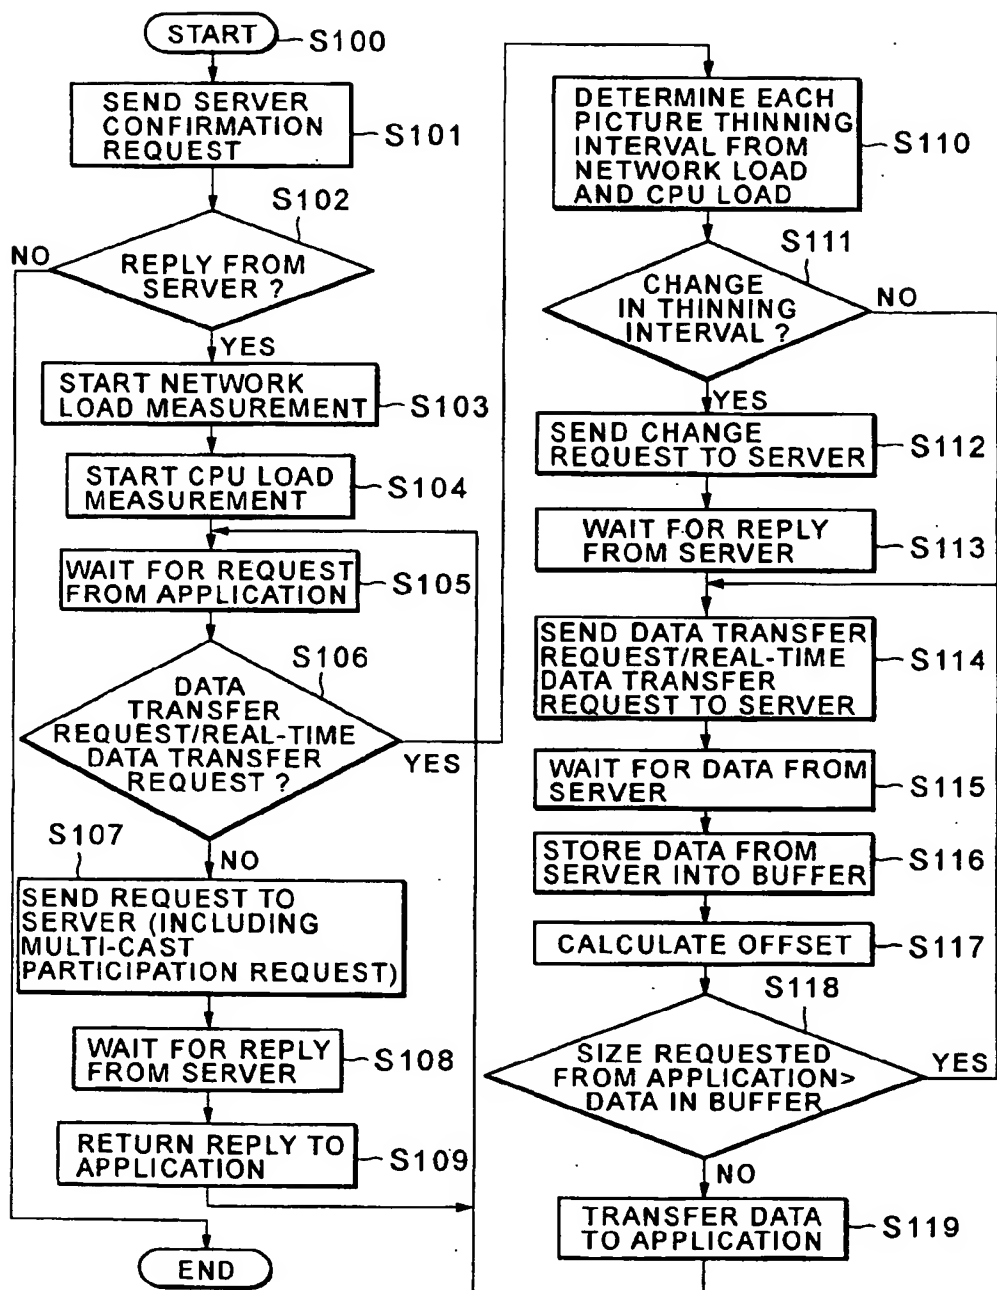 START
S100
SEND SERVER
CONFIRMATION
REQUEST
S101
S102
NO
REPLY FROM
SERVER ?
YES
START NETWORK
LOAD MEASUREMENT
S103
START CPU LOAD
MEASUREMENT
S104
WAIT FOR REQUEST
FROM APPLICATION
S105
S106
DATA
TRANSFER
REQUEST/REAL-TIME
DATA TRANSFER
REQUEST ?
YES
S107
NO
SEND REQUEST TO
SERVER (INCLUDING
MULTI-CAST
PARTICIPATION REQUEST)
WAIT FOR REPLY
FROM SERVER
S108
RETURN REPLY TO
APPLICATION
S109
END
DETERMINE EACH
PICTURE THINNING
INTERVAL FROM
NETWORK LOAD
AND CPU LOAD
S110
S111
CHANGE
IN THINNING
INTERVAL ?
NO
YES
SEND CHANGE
REQUEST TO SERVER
S112
WAIT FOR REPLY
FROM SERVER
S113
SEND DATA TRANSFER
REQUEST/REAL-TIME
DATA TRANSFER
REQUEST TO SERVER
S114
WAIT FOR DATA FROM
SERVER
S115
STORE DATA FROM
SERVER INTO BUFFER
S116
CALCULATE OFFSET
S117
S118
SIZE REQUESTED
FROM APPLICATION>
DATA IN BUFFER
YES
NO
TRANSFER DATA
TO APPLICATION
S119